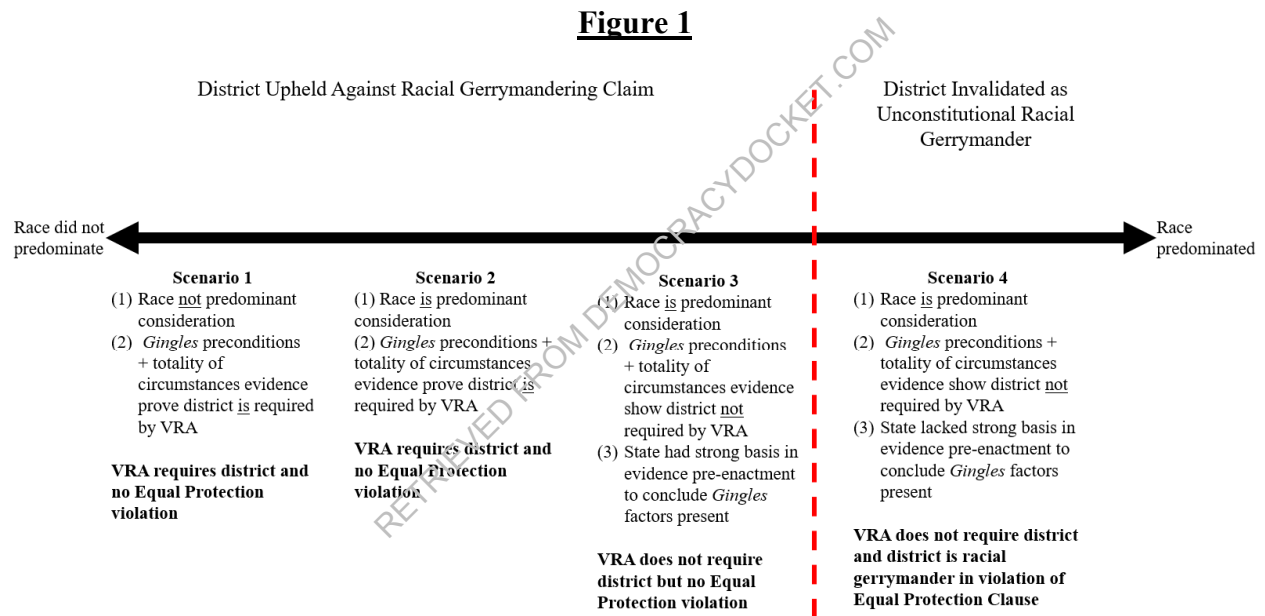 Figure 1
District Upheld Against Racial Gerrymandering Claim
District Invalidated as
Unconstitutional Racial
Gerrymander
Race did not
predominate
Race
predominated
Scenario 1
(1) Race not predominant
consideration
(2) Gingles preconditions
+ totality of
circumstances evidence
prove district is required
by VRA
VRA requires district and
no Equal Protection
violation
Scenario 2
(1) Race is predominant
consideration
(2) Gingles preconditions +
totality of circumstances
evidence prove district is
required by VRA
VRA requires district and
no Equal Protection
violation
Scenario 3
(1) Race is predominant
consideration
(2) Gingles preconditions
+ totality of
circumstances evidence
show district not
required by VRA
(3) State had strong basis in
evidence pre-enactment
to conclude Gingles
factors present
VRA does not require
district but no Equal
Protection violation
Scenario 4
(1) Race is predominant
consideration
(2) Gingles preconditions +
totality of circumstances
evidence show district not
required by VRA
(3) State lacked strong basis in
evidence pre-enactment to
conclude Gingles factors
present
VRA does not require district
and district is racial
gerrymander in violation of
Equal Protection Clause
RETRIEVED FROM DEMOCRACYDOCKET.COM